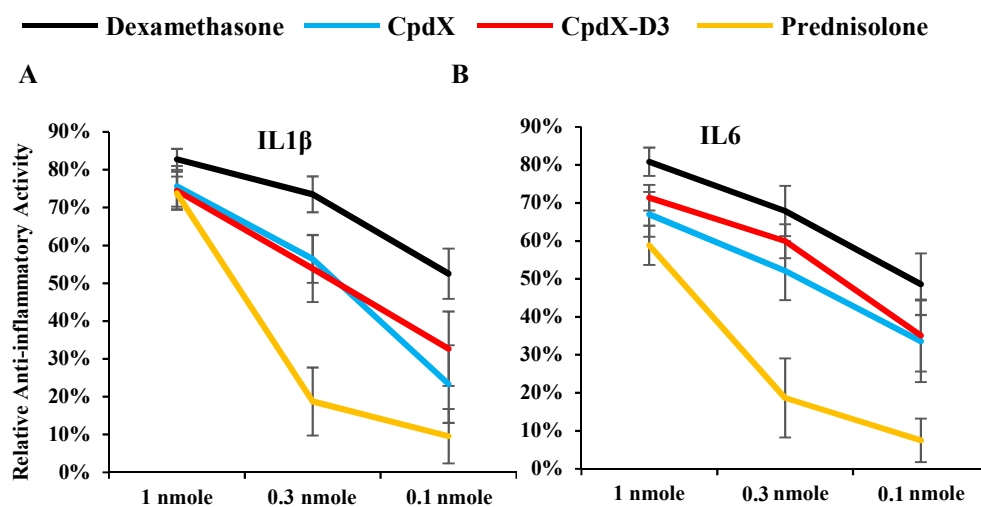 Dexamethasone CpdX CpdX-D3 Prednisolone
A
B
Relative Anti-inflammatory Activity
IL1β
90%
80%
70%
60%
50%
40%
30%
20%
10%
0%
1 nmole 0.3 nmole 0.1 nmole
IL6
90%
80%
70%
60%
50%
40%
30%
20%
10%
0%
1 nmole 0.3 nmole 0.1 nmole